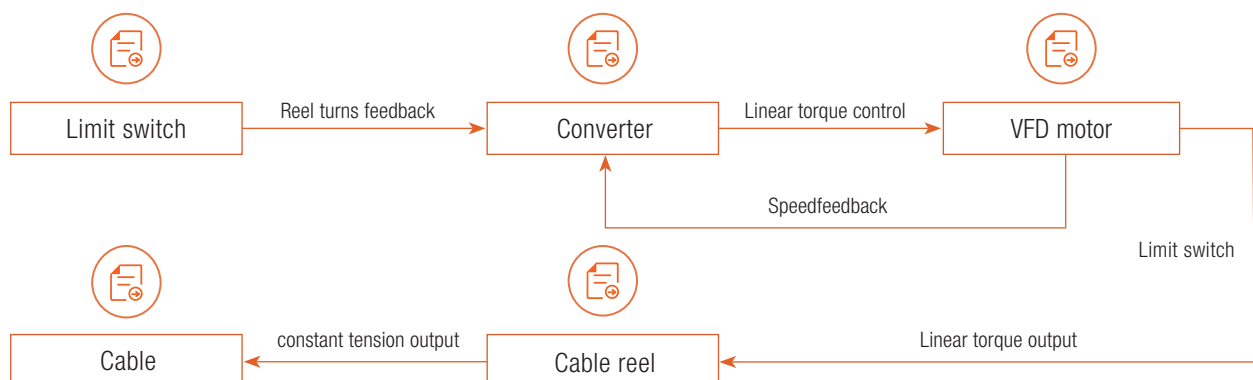 Reel turns feedback
Linear torque control
Limit switch
Converter
VFD motor
Speedfeedback
Limit switch
constant tension output
Linear torque output
Cable
Cable reel